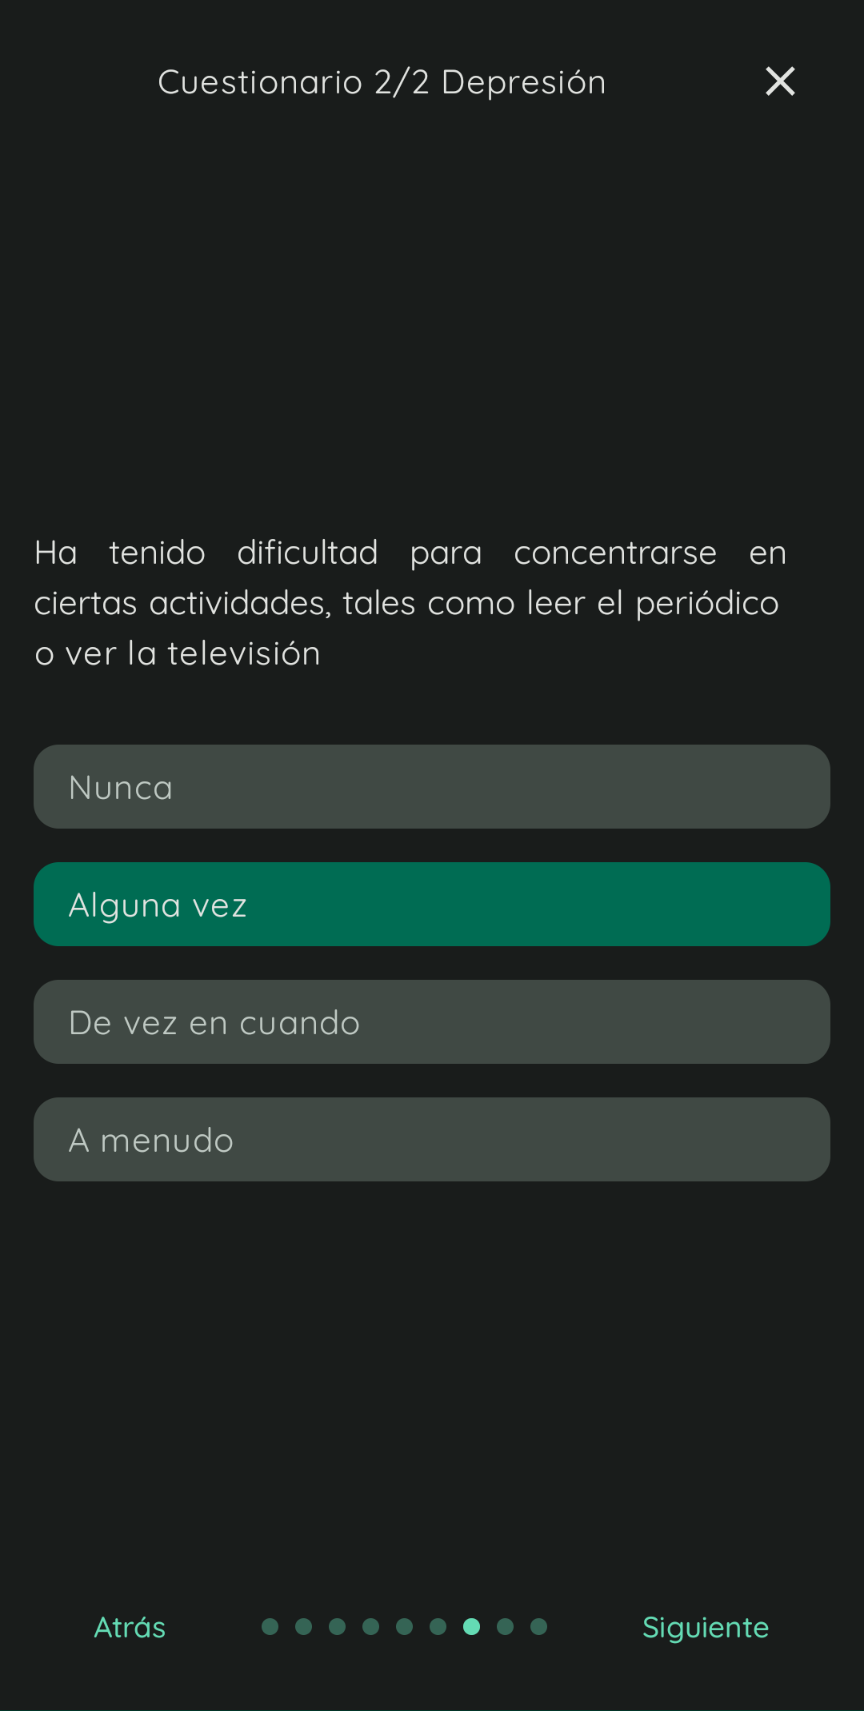 Cuestionario 2/2 Depresión
Ha tenido dificultad para concentrarse en
ciertas actividades, tales como leer el periódico
o ver la televisión
Nunca
Alguna vez
De vez en cuando
A menudo
Atrás
Siguiente